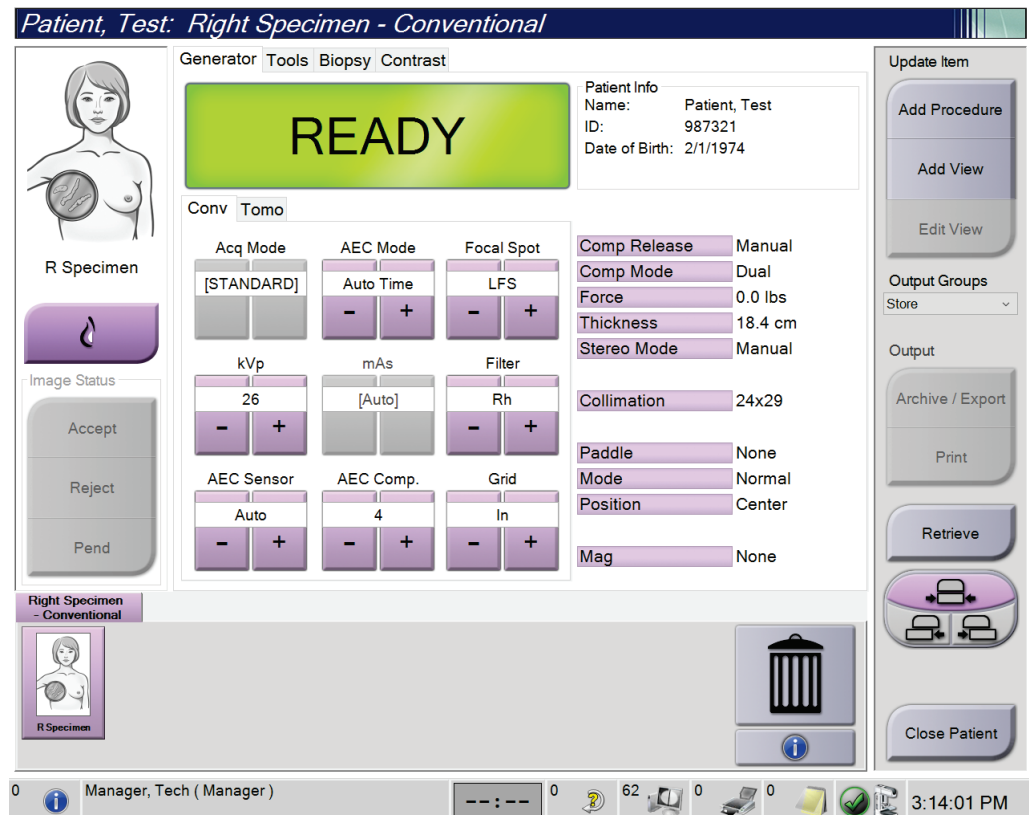 Patient, Test: Right Specimen - Conventional
Generator Tools Biopsy Contrast
READY
Patient Info
Name: Patient, Test
ID: 987321
Date of Birth: 2/1/1974
R Specimen
Image Status
Accept
Reject
Pend
Conv Tomo
Acq Mode AEC Mode Focal Spot
[STANDARD] Auto Time LFS
- + - +
kVp mAs Filter
26 [Auto] Rh
- + - +
AEC Sensor AEC Comp. Grid
Auto 4 In
- + - + - +
Comp Release Manual
Comp Mode Dual
Force 0.0 lbs
Thickness 18.4 cm
Stereo Mode Manual
Collimation 24x29
Paddle None
Mode Normal
Position Center
Mag None
Update Item
Add Procedure
Add View
Edit View
Output Groups
Store
Output
Archive / Export
Print
Retrieve
Close Patient
Right Specimen
- Conventional
R Specimen
0 Manager, Tech ( Manager ) --:-- 0 62 0 0 3:14:01 PM